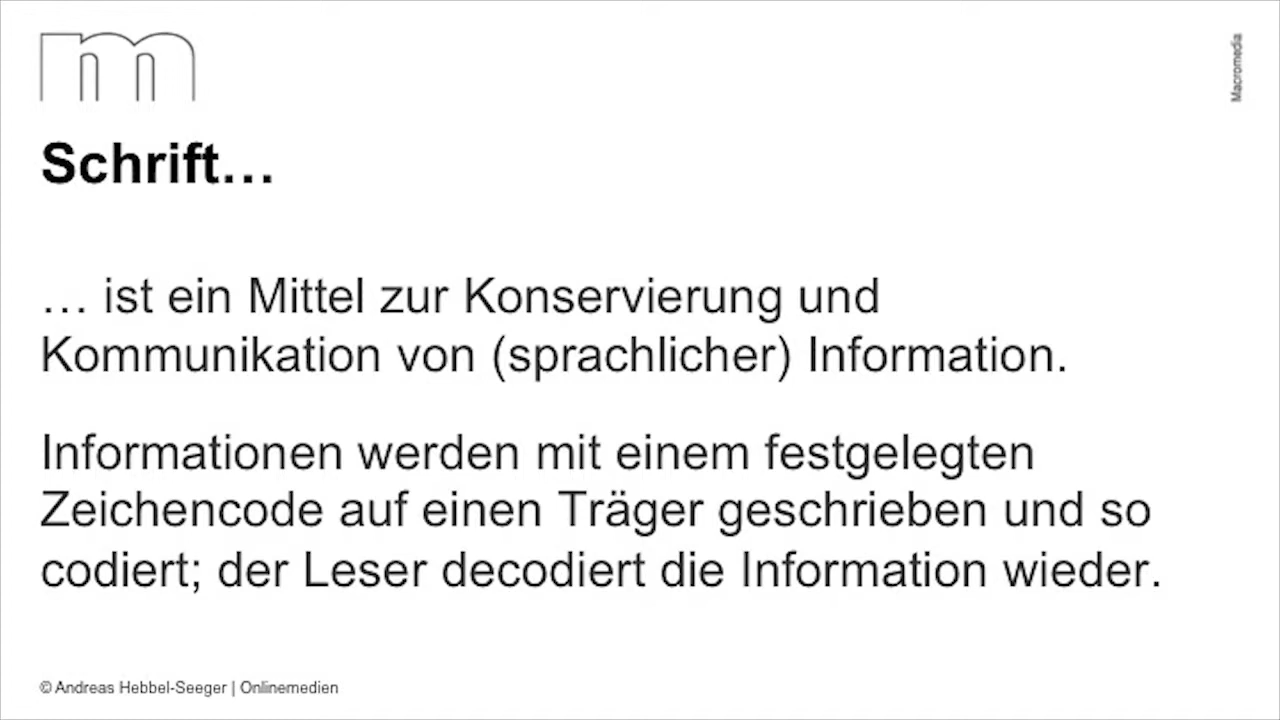 m
Macromedia
Schrift…
… ist ein Mittel zur Konservierung und
Kommunikation von (sprachlicher) Information.
Informationen werden mit einem festgelegten
Zeichencode auf einen Träger geschrieben und so
codiert; der Leser decodiert die Information wieder.
© Andreas Hebbel-Seeger | Onlinemedien